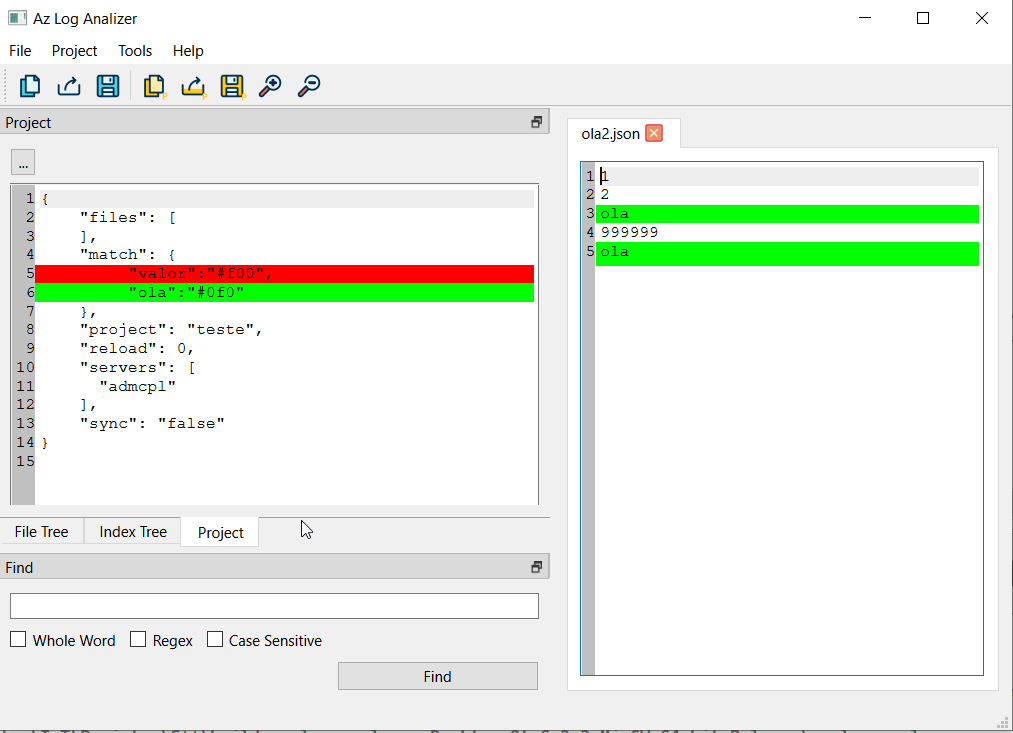 Az Log Analizer
File Project Tools Help
Project
...
1 {
2 "files": [
3 ],
4 "match": {
5 "valor":"#f00",
6 "ola":"#0f0"
7 },
8 "project": "teste",
9 "reload": 0,
10 "servers": [
11 "admcpl"
12 ],
13 "sync": "false"
14 }
15
File Tree Index Tree Project
Find
Whole Word Regex Case Sensitive
Find
ola2.json
1 1
2 2
3 ola
4 999999
5 ola